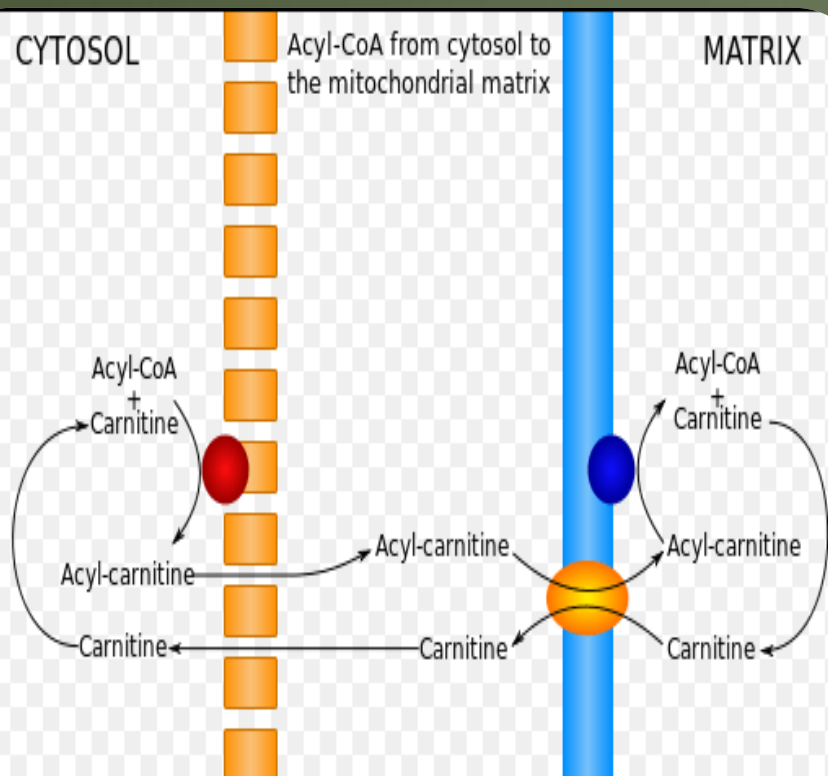 CYTOSOL
Acyl-CoA from cytosol to
the mitochondrial matrix
MATRIX
Acyl-CoA
+
Carnitine
Acyl-carnitine
Carnitine
Acyl-carnitine
Carnitine
Acyl-CoA
+
Carnitine
Acyl-carnitine
Carnitine